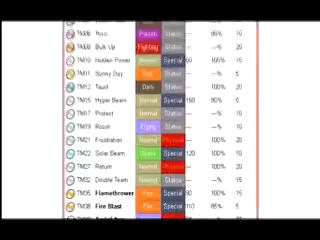 TM06 Toxic Poison Status — 90% 10
TM08 Bulk Up Fighting Status — —% 20
TM10 Hidden Power Normal Special 60 100% 15
TM11 Sunny Day Fire Status — —% 5
TM12 Taunt Dark Status — 100% 20
TM15 Hyper Beam Normal Special 150 90% 5
TM17 Protect Normal Status — —% 10
TM19 Roost Flying Status — —% 10
TM21 Frustration Normal Physical — 100% 20
TM22 Solar Beam Grass Special 120 100% 10
TM27 Return Normal Physical — 100% 20
TM32 Double Team Normal Status — —% 15
TM35 Flamethrower Fire Special 90 100% 15
TM38 Fire Blast Fire Special 110 85% 5